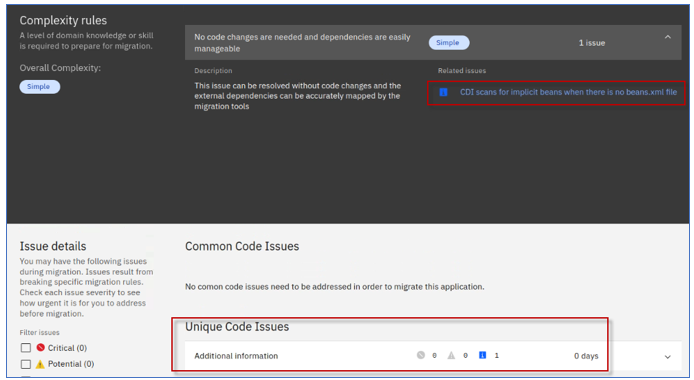 Complexity rules
A level of domain knowledge or skill
is required to prepare for migration.
Overall Complexity:
Simple
No code changes are needed and dependencies are easily
manageable
Simple
1 issue
Description
This issue can be resolved without code changes and the
external dependencies can be accurately mapped by the
migration tools
Related issues
CDI scans for implicit beans when there is no beans.xml file
Issue details
You may have the following issues
during migration. Issues result from
breaking specific migration rules.
Check each issue severity to see
how urgent it is for you to address
before migration.
Filter issues
Critical (0)
Potential (0)
Common Code Issues
No comon code issues need to be addressed in order to migrate this application.
Unique Code Issues
Additional information 0 0 1 0 days